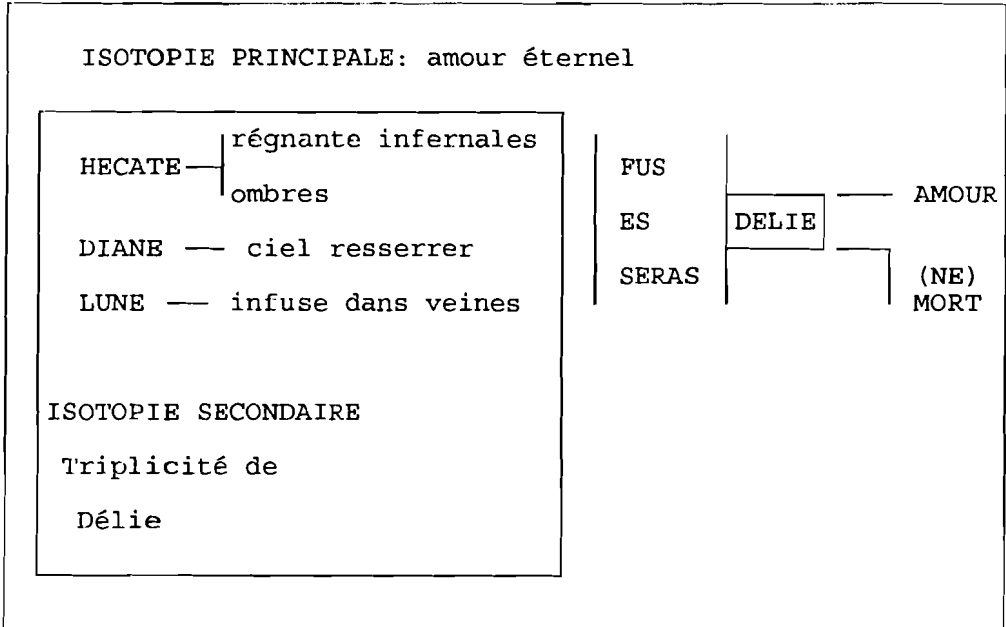 ISOTOPIE PRINCIPALE: amour éternel
HECATE régnante infernales
ombres
DIANE ciel resserrer
LUNE infuse dans veines
ISOTOPIE SECONDAIRE
Triplicité de
Délie
FUS
ES
SERAS
DELIE
AMOUR
(NE)
MORT